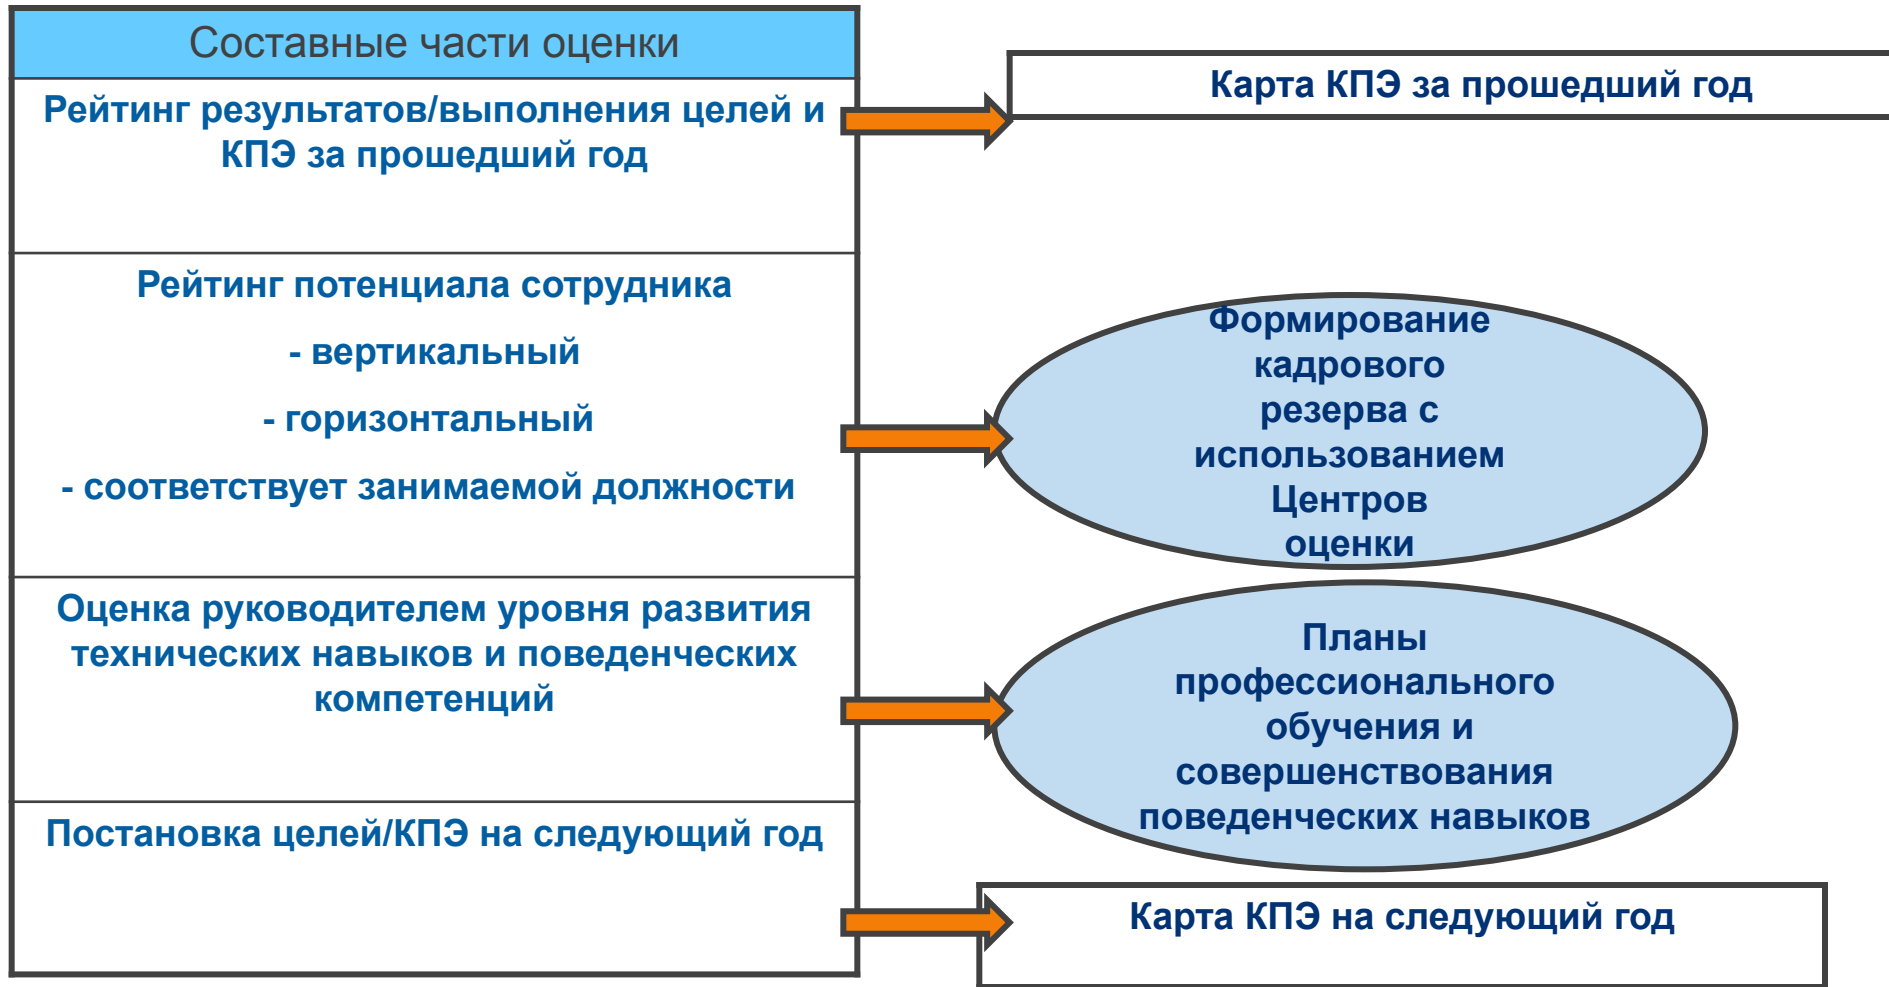 Составные части оценки
Рейтинг результатов/выполнения целей и
КПЭ за прошедший год
Карта КПЭ за прошедший год
Рейтинг потенциала сотрудника
- вертикальный
- горизонтальный
- соответствует занимаемой должности
Формирование
кадрового
резерва с
использованием
Центров
оценки
Оценка руководителем уровня развития
технических навыков и поведенческих
компетенций
Планы
профессионального
обучения и
совершенствования
поведенческих навыков
Постановка целей/КПЭ на следующий год
Карта КПЭ на следующий год